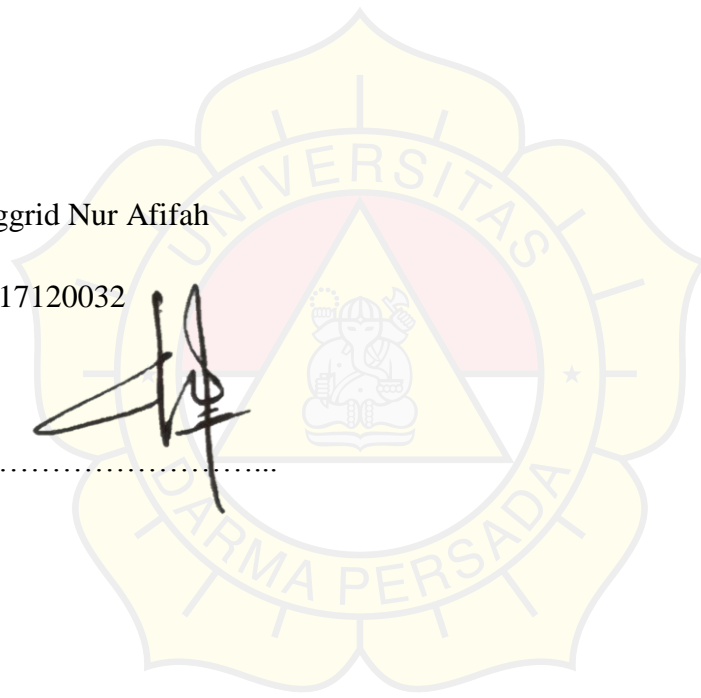 ggrid Nur Afifah
17120032
………………………...
UNIVERSITAS
DARMA PERSADA